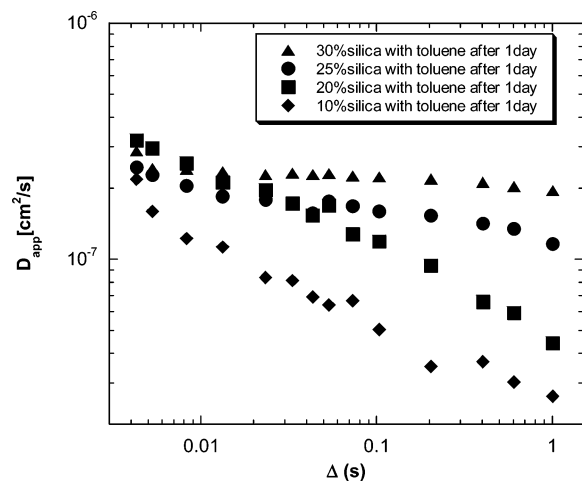 10-6
30%silica with toluene after 1day
25%silica with toluene after 1day
20%silica with toluene after 1day
10%silica with toluene after 1day
Dapp[cm2/s]
10-7
0.01 0.1 1
Δ (s)